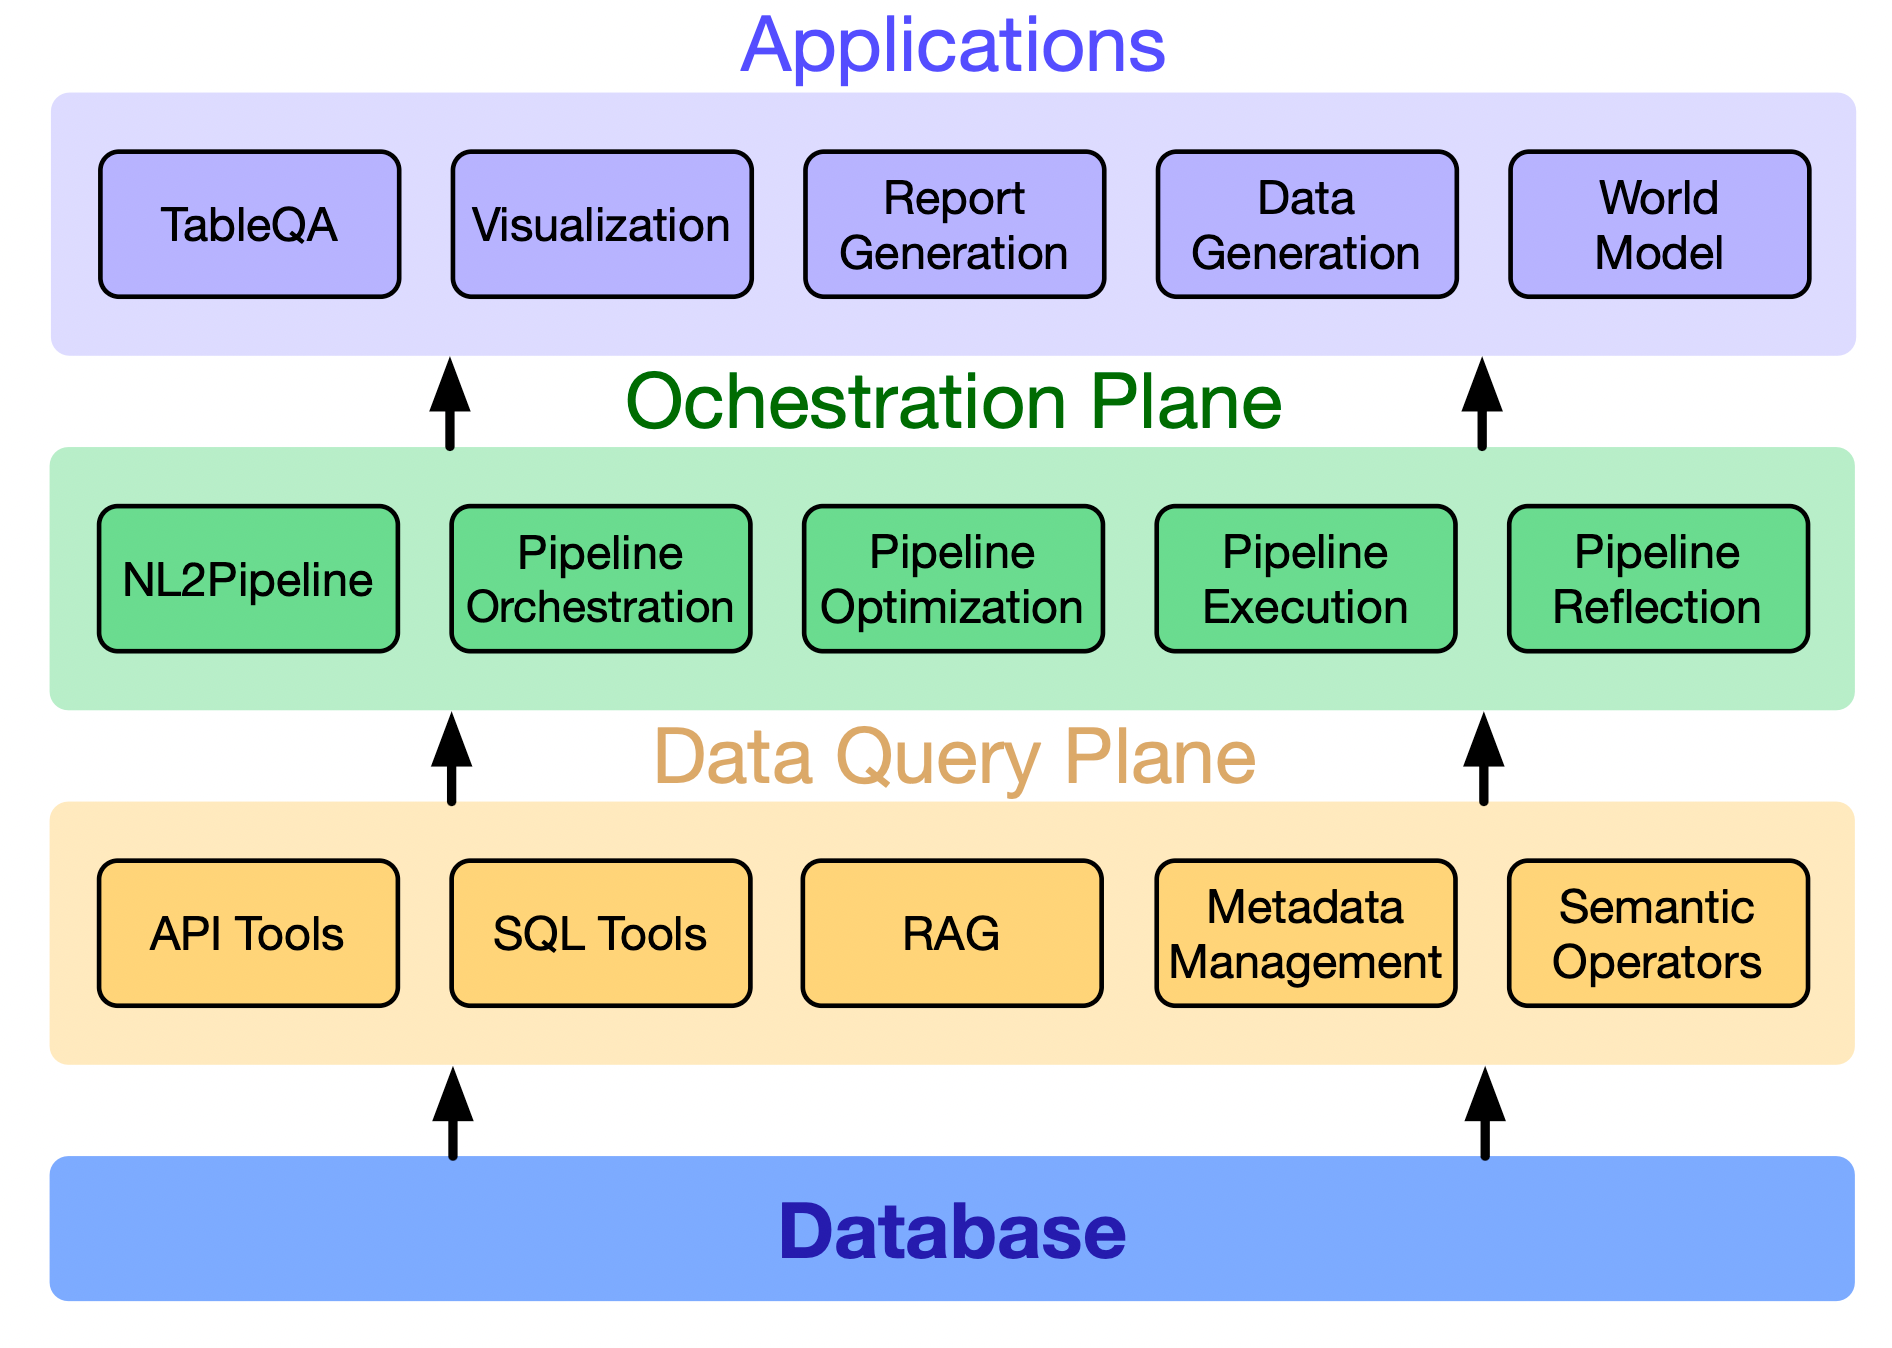 Applications
TableQA
Visualization
Report
Generation
Data
Generation
World
Model
Ochestration Plane
NL2Pipeline
Pipeline
Orchestration
Pipeline
Optimization
Pipeline
Execution
Pipeline
Reflection
Data Query Plane
API Tools
SQL Tools
RAG
Metadata
Management
Semantic
Operators
Database